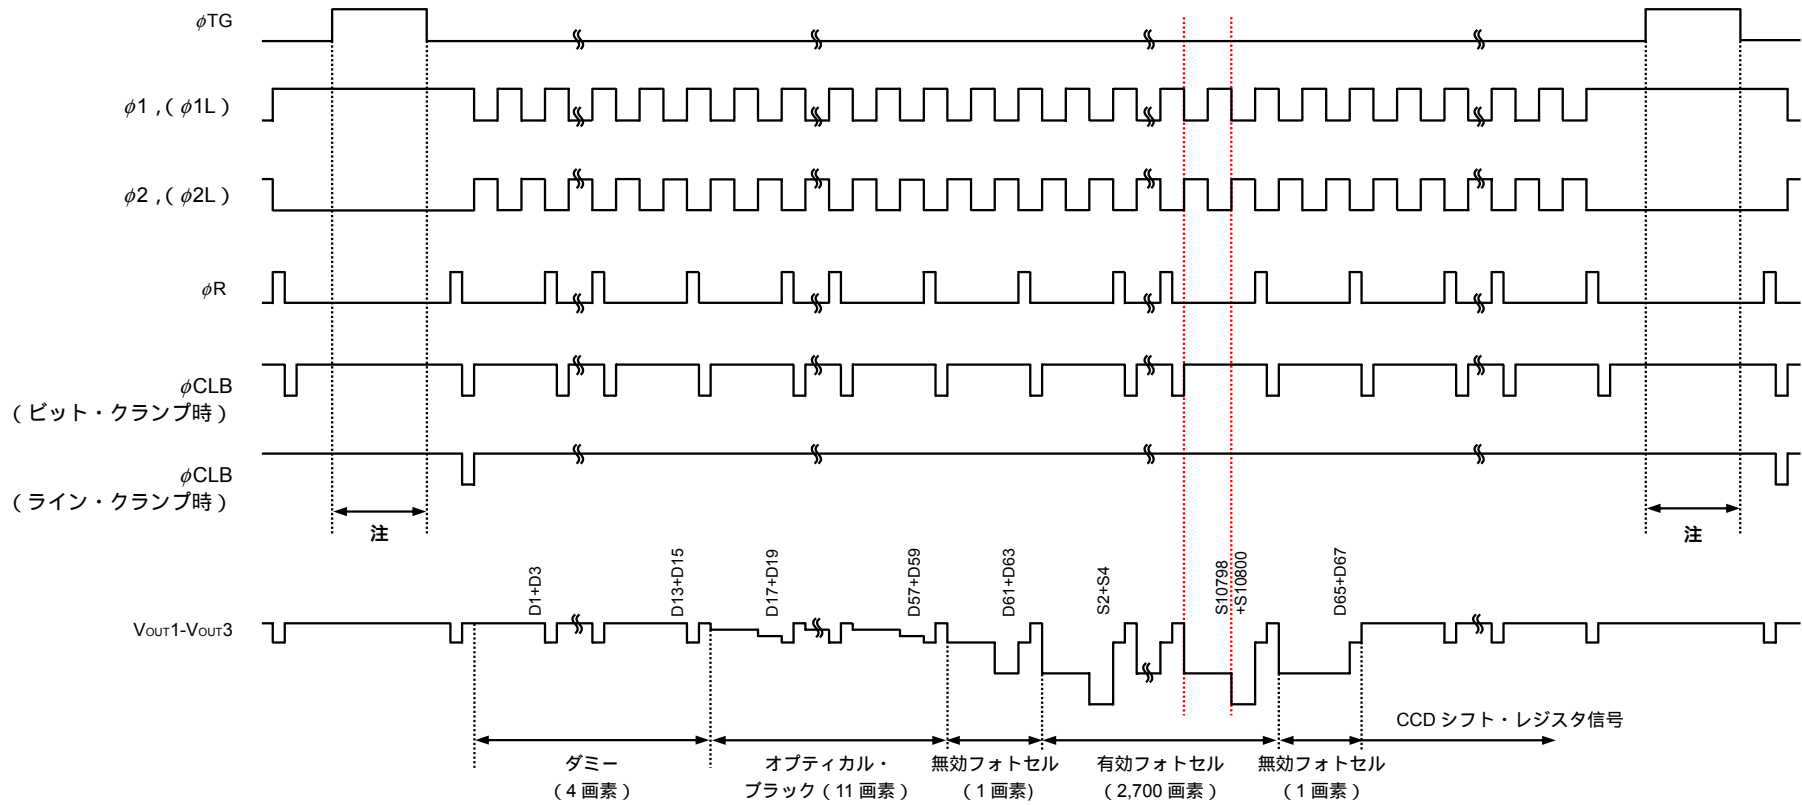 φTG
φ1 ,( φ1L )
φ2 ,( φ2L )
φR
φCLB
( ビット・クランプ時 )
φCLB
( ライン・クランプ時 )
注
注
D1+D3
D13+D15
D17+D19
D57+D59
D61+D63
S2+S4
S10798
+S10800
D65+D67
VOUT1-VOUT3
CCD シフト・レジスタ信号
ダミー
( 4 画素 )
オプティカル・
ブラック ( 11 画素 )
無効フォトセル
( 1 画素)
有効フォトセル
( 2,700 画素 )
無効フォトセル
( 1 画素 )